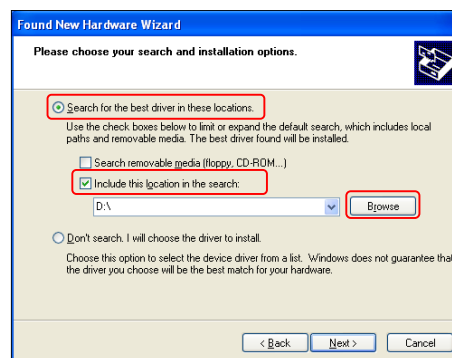 Found New Hardware Wizard
Please choose your search and installation options.
Search for the best driver in these locations.
Use the check boxes below to limit or expand the default search, which includes local
paths and removable media. The best driver found will be installed.
Search removable media (floppy, CD-ROM...)
Include this location in the search:
D:\
Browse
Don't search. I will choose the driver to install.
Choose this option to select the device driver from a list. Windows does not guarantee that
the driver you choose will be the best match for your hardware.
< Back
Next >
Cancel